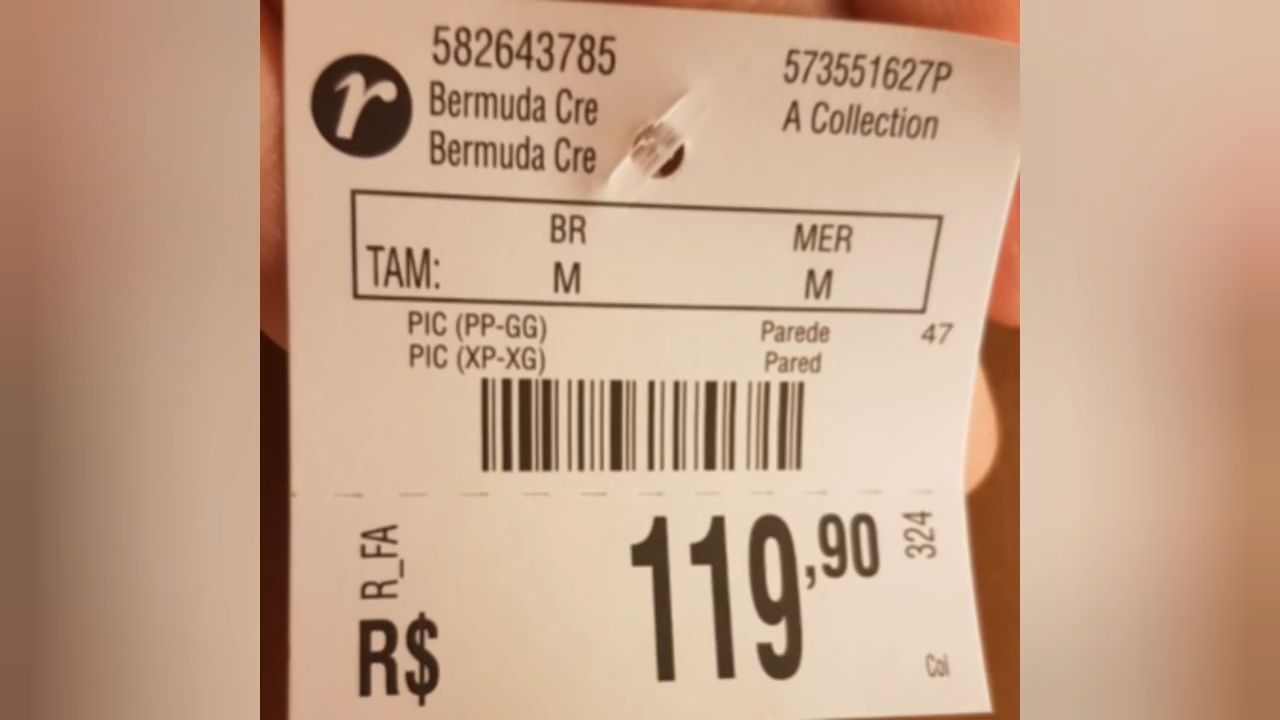 r
582643785
Bermuda Cre
Bermuda Cre
573551627P
A Collection
BR MER
TAM: M M
PIC (PP-GG) Parede 47
PIC (XP-XG) Pared
R_FA
R$ 119,90
324
Col